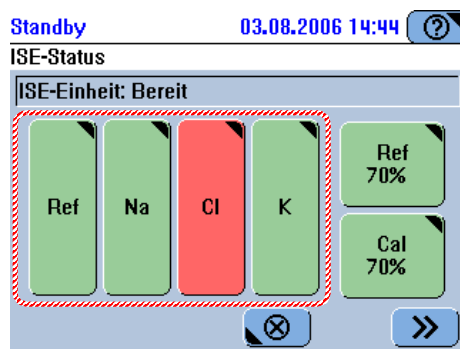 Standby 03.08.2006 14:44 ?
ISE-Status
ISE-Einheit: Bereit
Ref Na Cl K
Ref
70%
Cal
70%